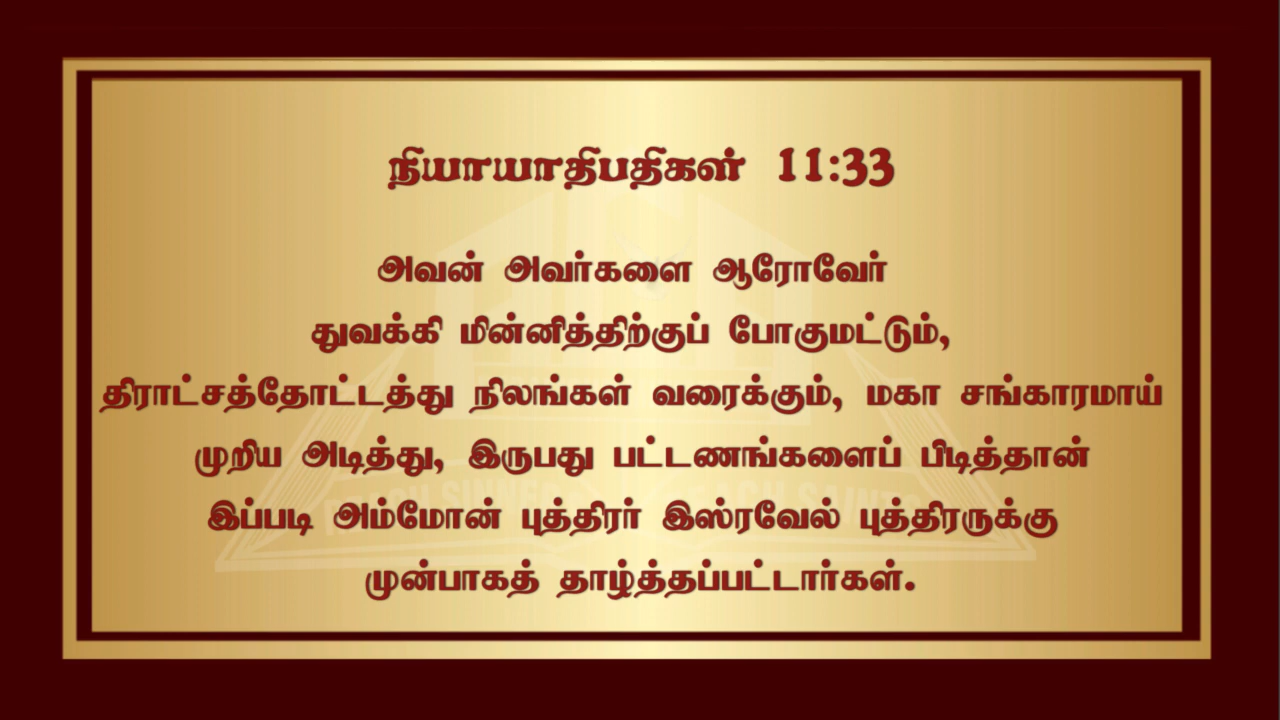 நியாயாதிபதிகள் 11:33
அவன் அவர்களை ஆரோவேர்
துவக்கி மின்னித்திற்குப் போகுமட்டும்,
திராட்சத்தோட்டத்து நிலங்கள் வரைக்கும், மகா சங்காரமாய்
முறிய அடித்து, இருபது பட்டணங்களைப் பிடித்தான்
இப்படி அம்மோன் புத்திரர் இஸ்ரவேல் புத்திரருக்கு
முன்பாகத் தாழ்த்தப்பட்டார்கள்.